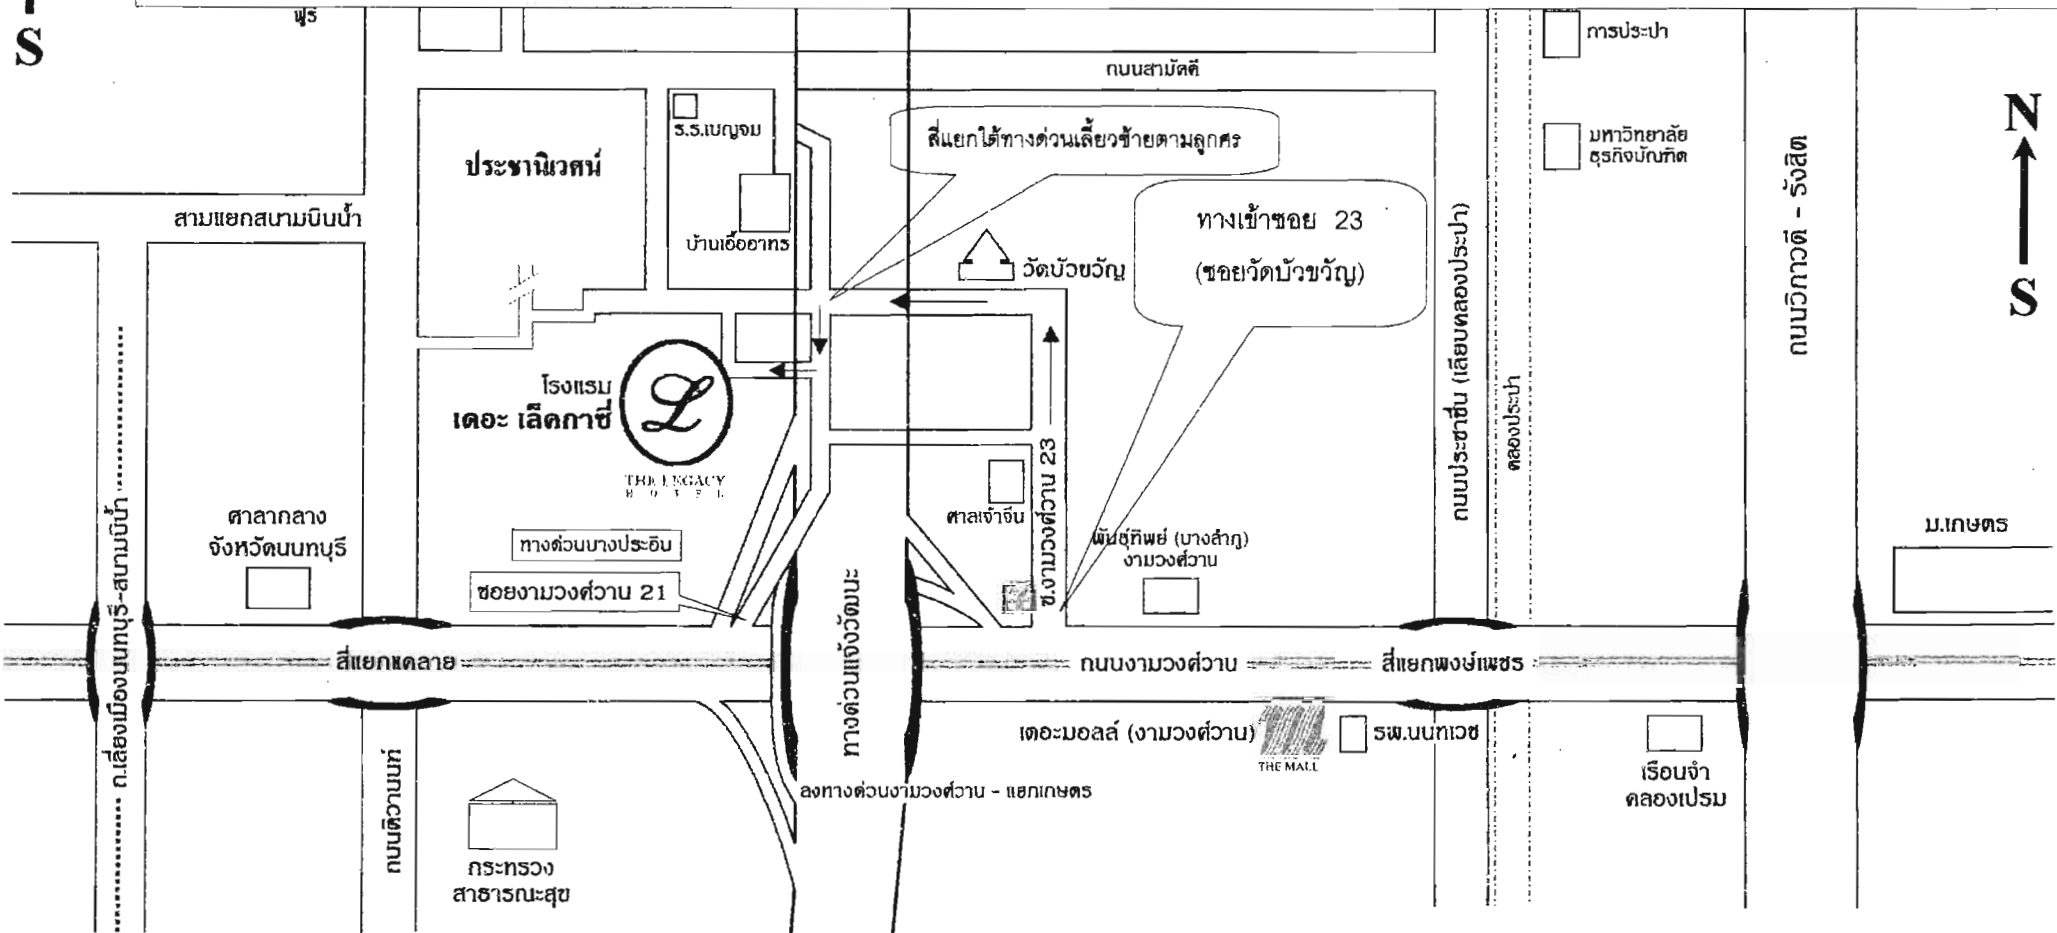 S
ฟูธ
การประปา
ถนนสามัคคี
ร.ร.เบญจม
สี่แยกใต้ทางด่วนเลี้ยวซ้ายตามลูกศร
มหาวิทยาลัย
ธุรกิจบัณฑิต
N
ประชานิเวศน์
สามแยกสนามบินน้ำ
บ้านเอื้ออาทร
วัดบัวขวัญ
ทางเข้าซอย 23
(ซอยวัดบัวขวัญ)
S
ถนนวิภาวดี - รังสิต
ถนนประชาชื่น (เลียบคลองประปา)
คลองประปา
โรงแรม
เดอะ เล็คกาซี่
L
THE LEGACY
HOTEL
ศาลากลาง
จังหวัดนนทบุรี
ถ.เลี่ยงเมืองนนทบุรี-สนามบินน้ำ
ทางด่วนบางปะอิน
ซอยงามวงศ์วาน 21
ศาลเจ้าจีน
ซ.งามวงศ์วาน 23
พันธุ์ทิพย์ (บางลำภู)
งามวงศ์วาน
ม.เกษตร
สี่แยกแคลาย
ทางด่วนแจ้งวัฒนะ
ถนนงามวงศ์วาน
สี่แยกพงษ์เพชร
เดอะมอลล์ (งามวงศ์วาน)
THE MALL
รพ.นนทเวช
ลงทางด่วนงามวงศ์วาน - แยกเกษตร
เรือนจำ
คลองเปรม
ถนนติวานนท์
กระทรวง
สาธารณะสุข